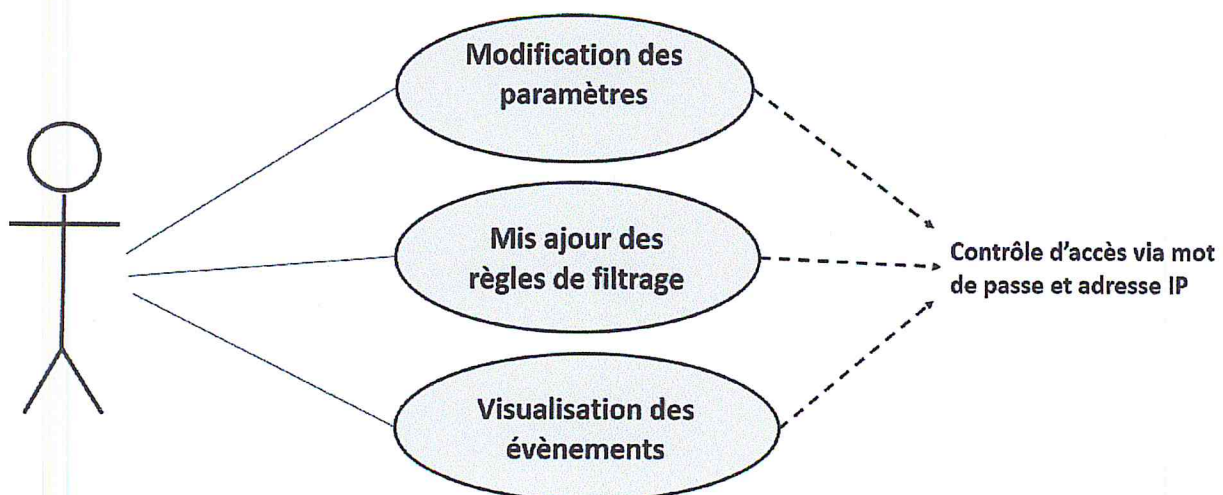 Modification des
paramètres
Mis ajour des
règles de filtrage
Contrôle d'accès via mot
de passe et adresse IP
Visualisation des
évènements